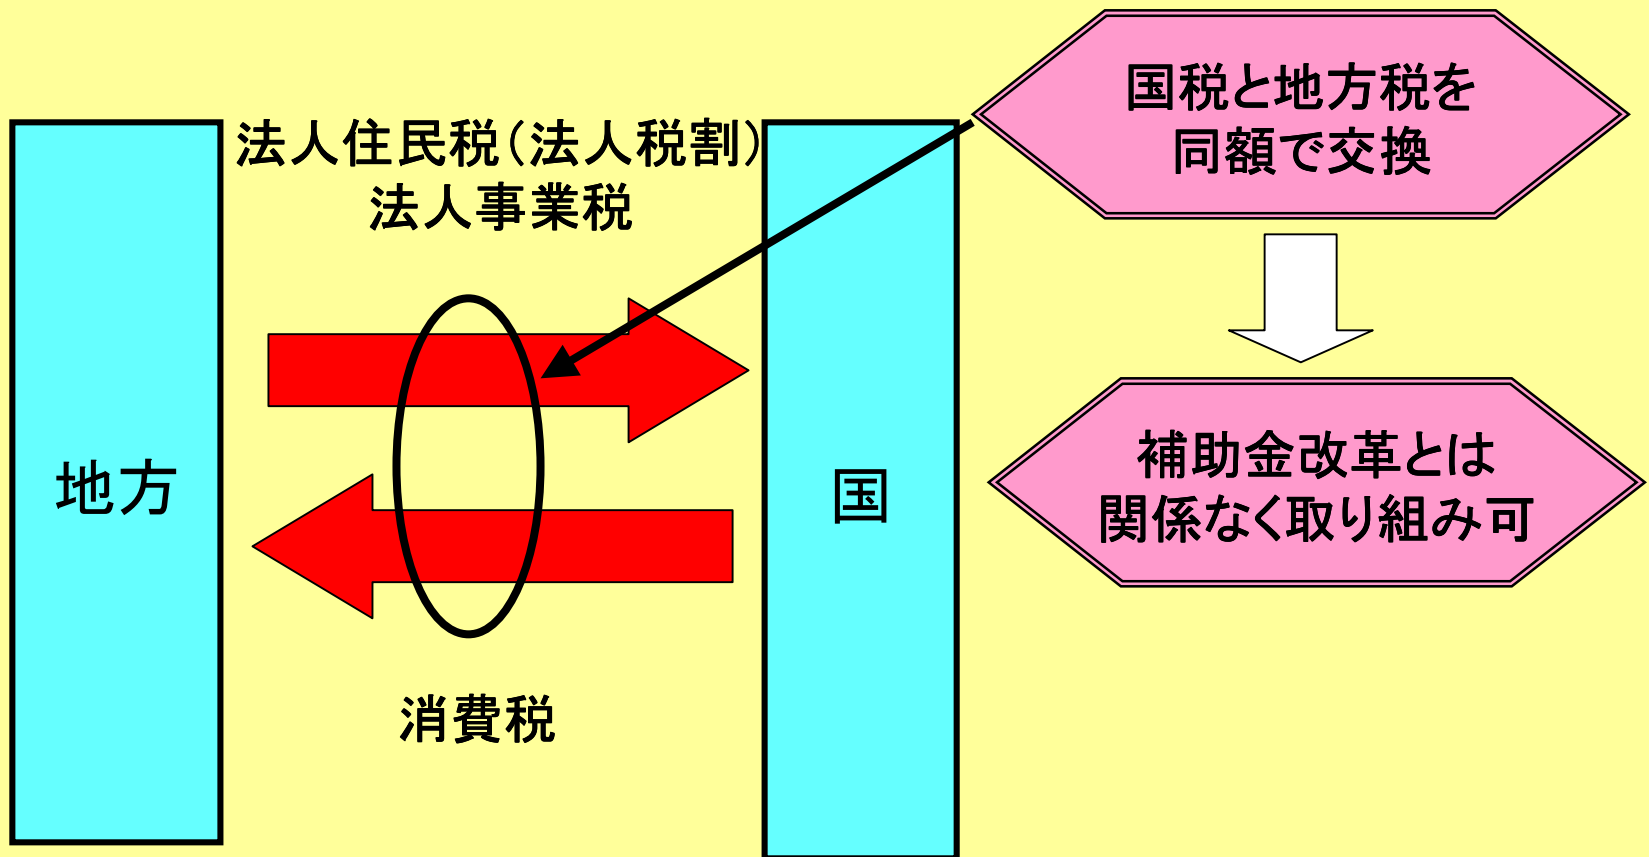 法人住民税(法人税割)
法人事業税
地方
国
消費税
国税と地方税を
同額で交換
補助金改革とは
関係なく取り組み可